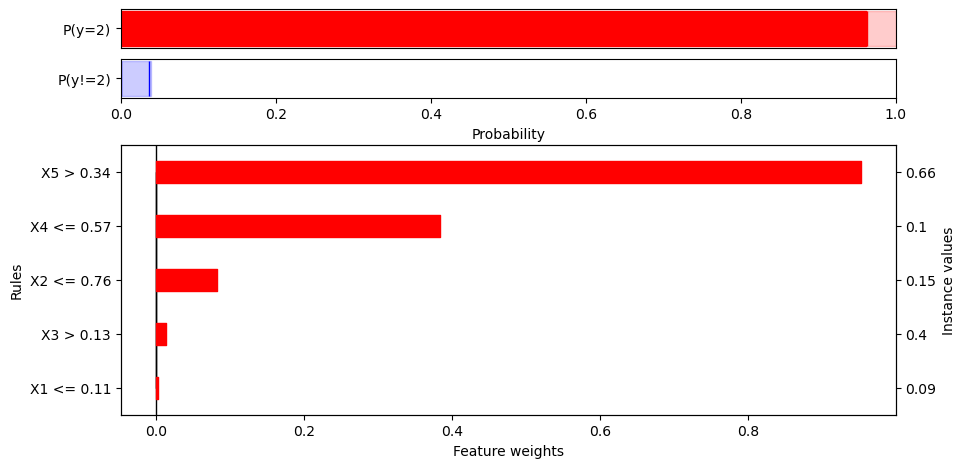 P(y=2)
P(y!=2)
0.0 0.2 0.4 0.6 0.8 1.0
Probability
X5 > 0.34 0.66
X4 <= 0.57 0.1
X2 <= 0.76 0.15
X3 > 0.13 0.4
X1 <= 0.11 0.09
Rules
Instance values
0.0 0.2 0.4 0.6 0.8
Feature weights